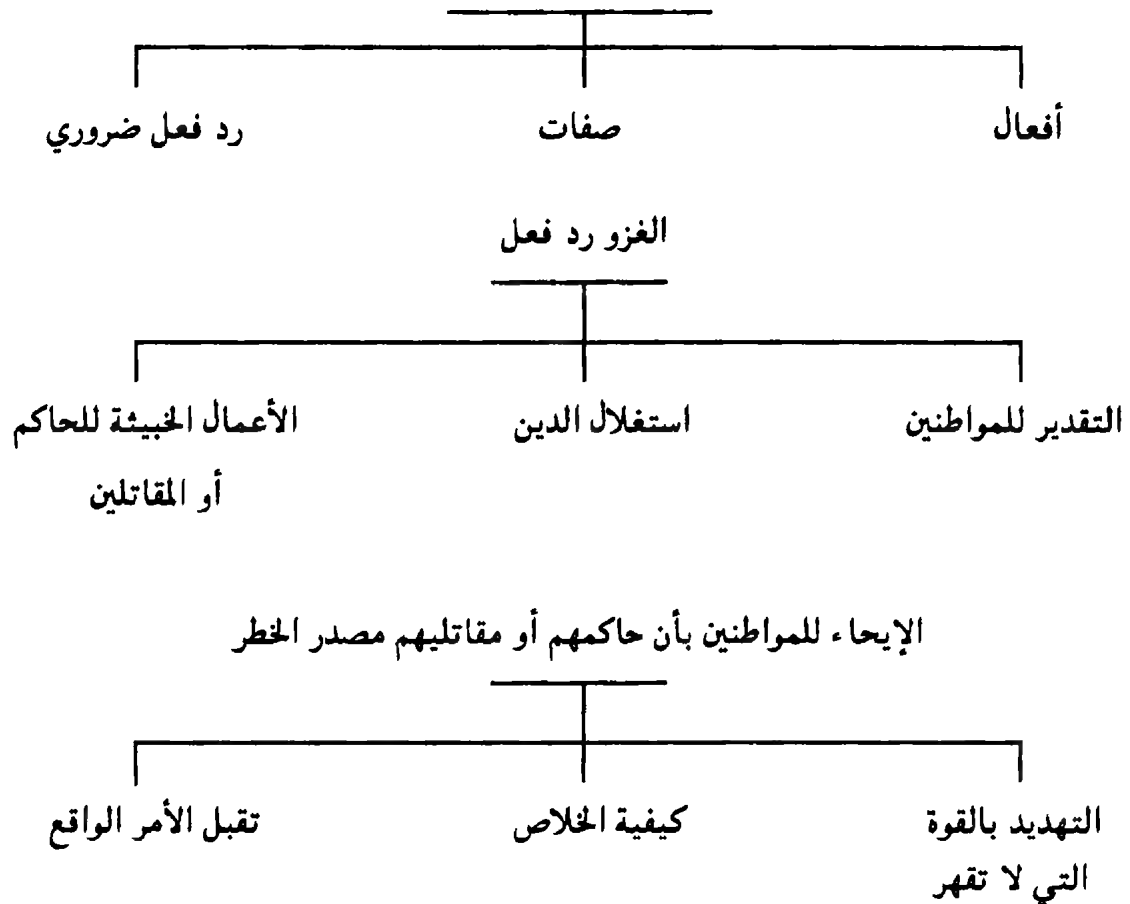 أفعال صفات رد فعل ضروري
الغزو رد فعل
التقدير للمواطنين استغلال الدين الأعمال الخبيثة للحاكم
أو المقاتلين
الإيحاء للمواطنين بأن حاكمهم أو مقاتليهم مصدر الخطر
التهديد بالقوة كيفية الخلاص تقبل الأمر الواقع
التي لا تقهر